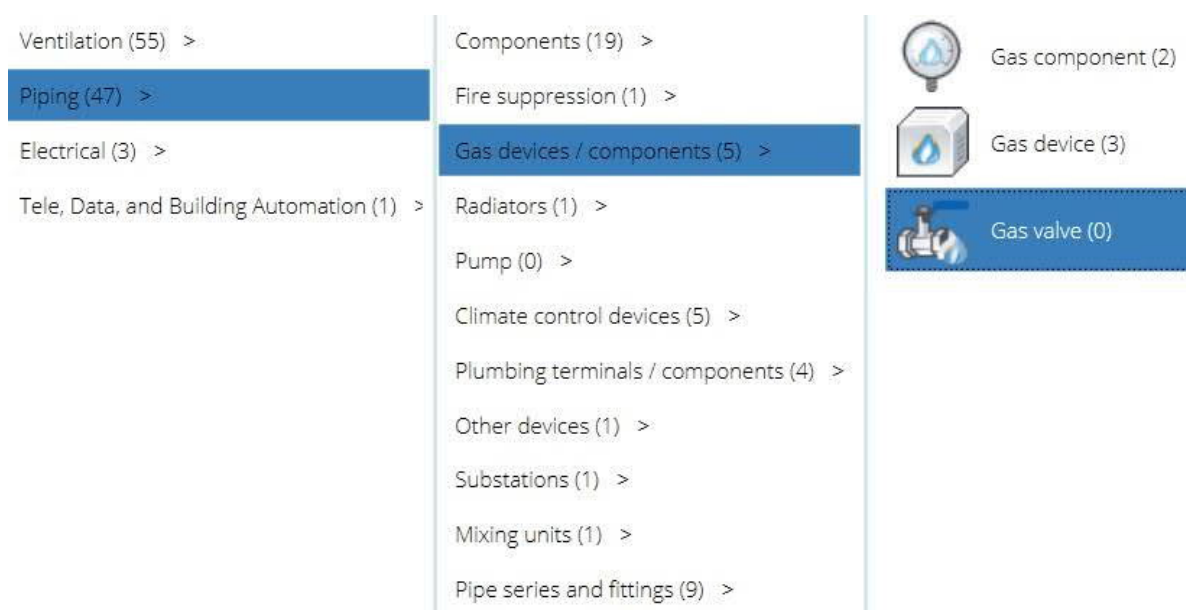 Ventilation (55) >
Piping (47) >
Electrical (3) >
Tele, Data, and Building Automation (1) >
Components (19) >
Fire suppression (1) >
Gas devices / components (5) >
Radiators (1) >
Pump (0) >
Climate control devices (5) >
Plumbing terminals / components (4) >
Other devices (1) >
Substations (1) >
Mixing units (1) >
Pipe series and fittings (9) >
Gas component (2)
Gas device (3)
Gas valve (0)